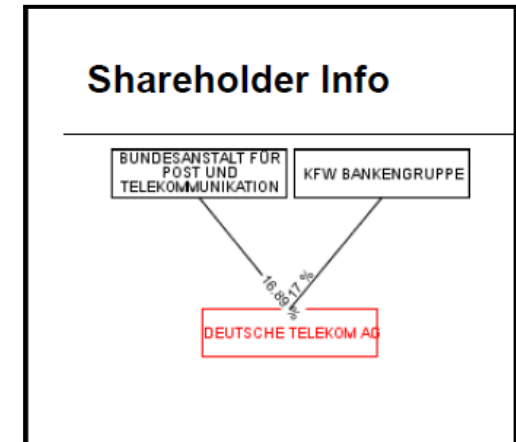 Shareholder Info
BUNDESANSTALT FÜR
POST UND
TELEKOMMUNIKATION
KFW BANKENGRUPPE
16.89 %
17 %
DEUTSCHE TELEKOM AG